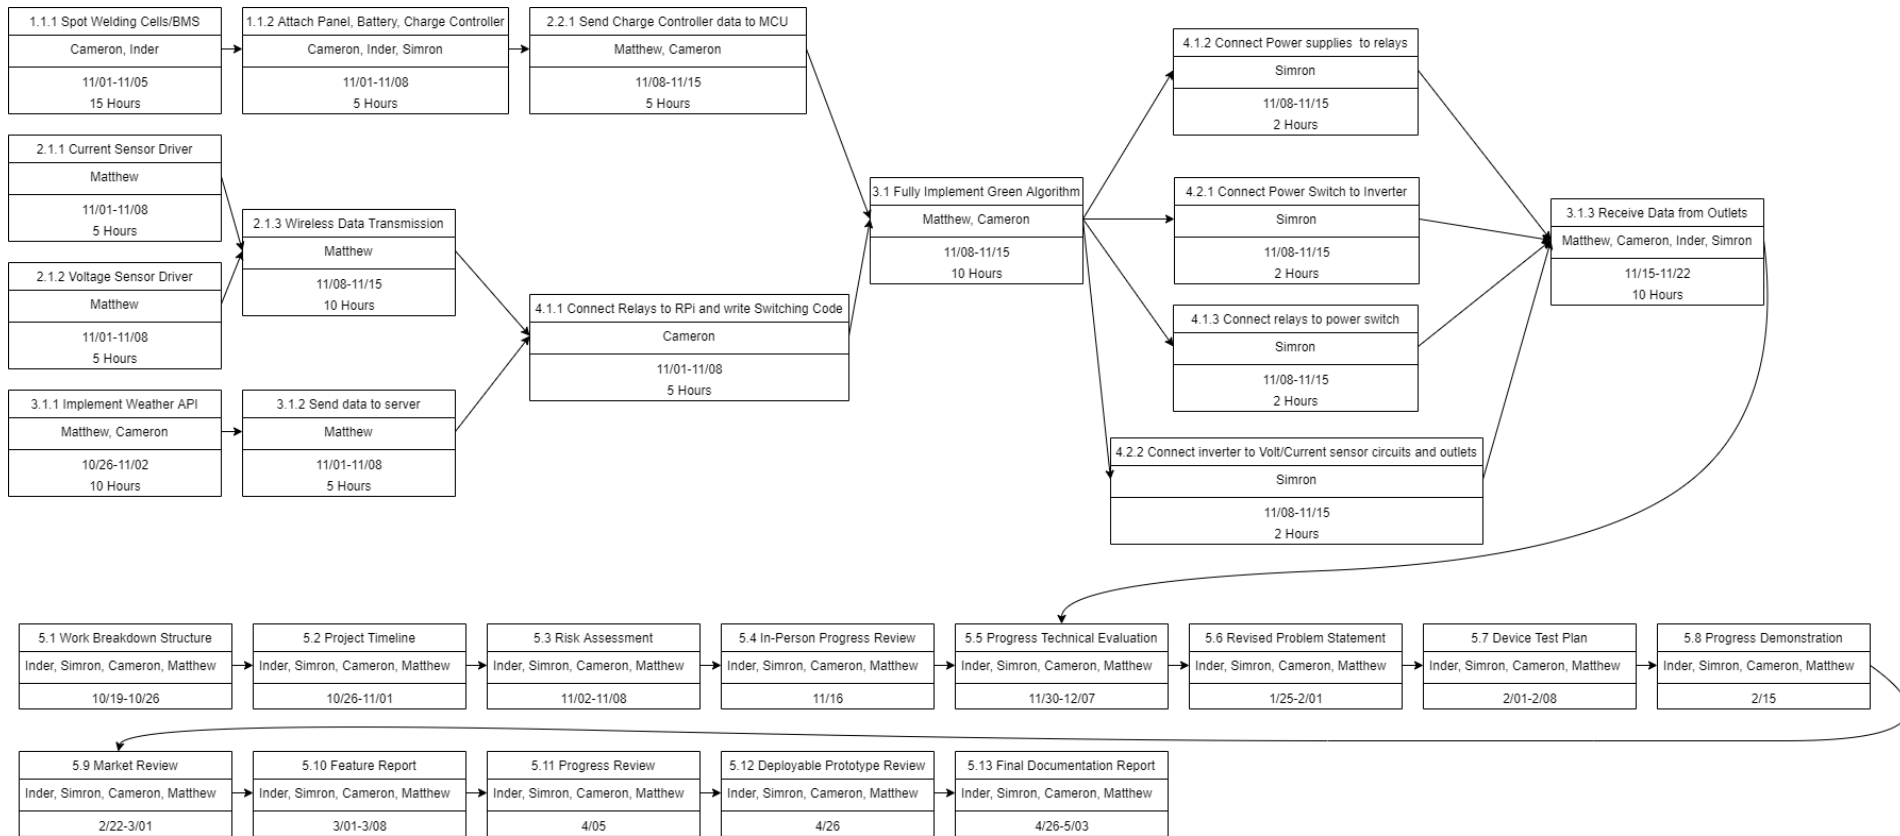 1.1.1 Spot Welding Cells/BMS
Cameron, Inder
11/01-11/05
15 Hours
1.1.2 Attach Panel, Battery, Charge Controller
Cameron, Inder, Simron
11/01-11/08
5 Hours
2.2.1 Send Charge Controller data to MCU
Matthew, Cameron
11/08-11/15
5 Hours
2.1.1 Current Sensor Driver
Matthew
11/01-11/08
5 Hours
2.1.2 Voltage Sensor Driver
Matthew
11/01-11/08
5 Hours
2.1.3 Wireless Data Transmission
Matthew
11/08-11/15
10 Hours
3.1.1 Implement Weather API
Matthew, Cameron
10/26-11/02
10 Hours
3.1.2 Send data to server
Matthew
11/01-11/08
5 Hours
4.1.1 Connect Relays to RPi and write Switching Code
Cameron
11/01-11/08
5 Hours
3.1 Fully Implement Green Algorithm
Matthew, Cameron
11/08-11/15
10 Hours
4.1.2 Connect Power supplies to relays
Simron
11/08-11/15
2 Hours
4.2.1 Connect Power Switch to Inverter
Simron
11/08-11/15
2 Hours
4.1.3 Connect relays to power switch
Simron
11/08-11/15
2 Hours
4.2.2 Connect inverter to Volt/Current sensor circuits and outlets
Simron
11/08-11/15
2 Hours
3.1.3 Receive Data from Outlets
Matthew, Cameron, Inder, Simron
11/15-11/22
10 Hours
5.1 Work Breakdown Structure
Inder, Simron, Cameron, Matthew
10/19-10/26
5.2 Project Timeline
Inder, Simron, Cameron, Matthew
10/26-11/01
5.3 Risk Assessment
Inder, Simron, Cameron, Matthew
11/02-11/08
5.4 In-Person Progress Review
Inder, Simron, Cameron, Matthew
11/16
5.5 Progress Technical Evaluation
Inder, Simron, Cameron, Matthew
11/30-12/07
5.6 Revised Problem Statement
Inder, Simron, Cameron, Matthew
1/25-2/01
5.7 Device Test Plan
Inder, Simron, Cameron, Matthew
2/01-2/08
5.8 Progress Demonstration
Inder, Simron, Cameron, Matthew
2/15
5.9 Market Review
Inder, Simron, Cameron, Matthew
2/22-3/01
5.10 Feature Report
Inder, Simron, Cameron, Matthew
3/01-3/08
5.11 Progress Review
Inder, Simron, Cameron, Matthew
4/05
5.12 Deployable Prototype Review
Inder, Simron, Cameron, Matthew
4/26
5.13 Final Documentation Report
Inder, Simron, Cameron, Matthew
4/26-5/03